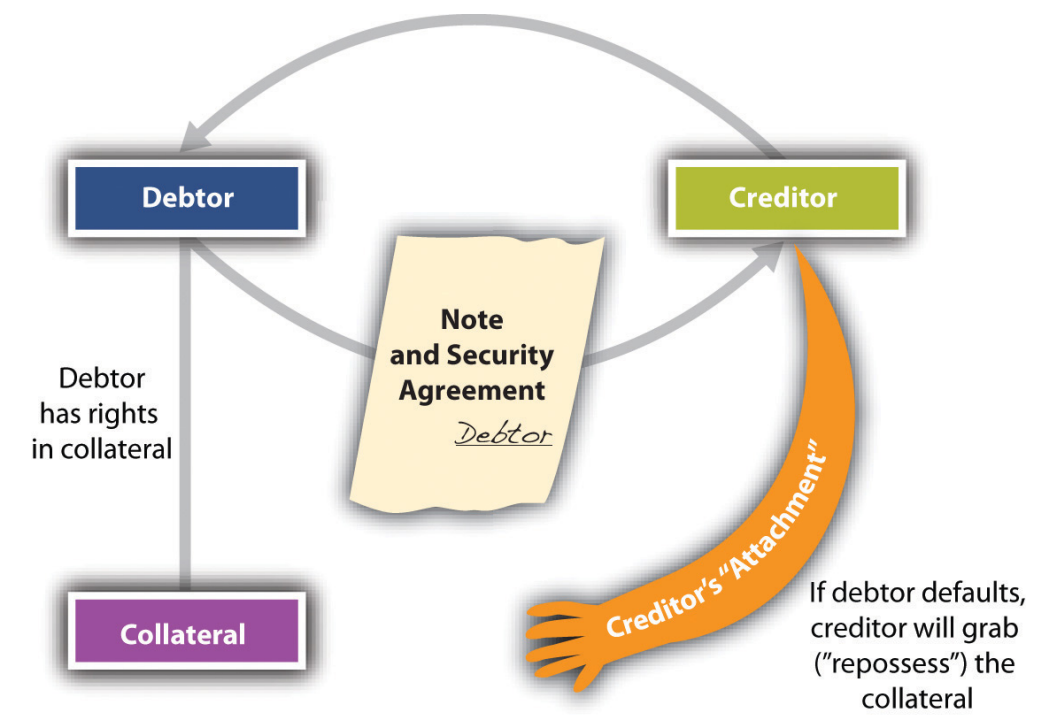 Debtor
Creditor
Note
and Security
Agreement
Debtor
Debtor
has rights
in collateral
Collateral
Creditor's "Attachment"
If debtor defaults,
creditor will grab
("repossess") the
collateral